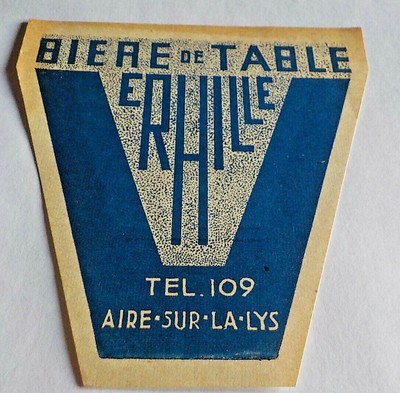 BIERE DE TABLE
ERHILLE
TEL. 109
AIRE-SUR-LA-LYS